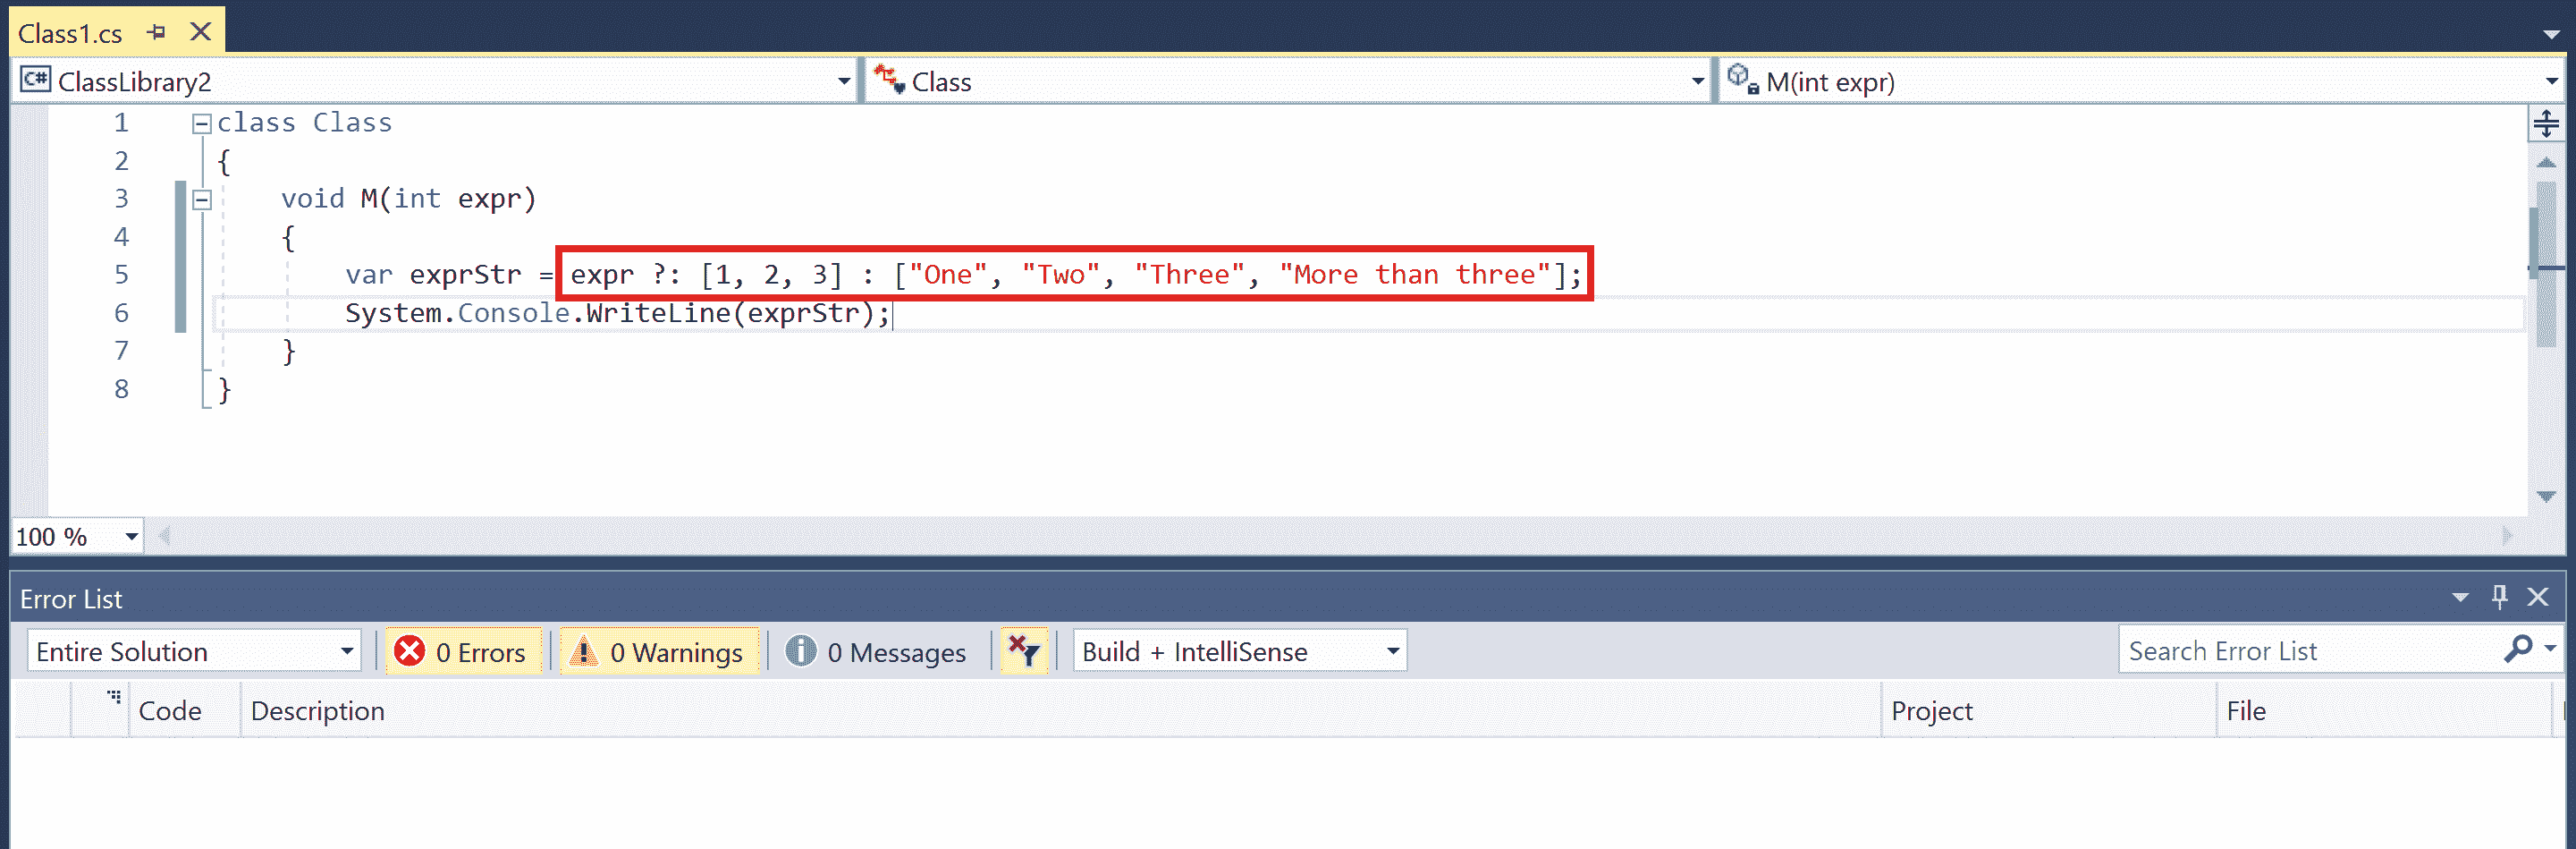 Class1.cs
C# ClassLibrary2 Class M(int expr)
1 class Class
2 {
3 void M(int expr)
4 {
5 var exprStr = expr ?: [1, 2, 3] : ["One", "Two", "Three", "More than three"];
6 System.Console.WriteLine(exprStr);
7 }
8 }
100 %
Error List
Entire Solution 0 Errors 0 Warnings 0 Messages Build + IntelliSense Search Error List
Code Description Project File